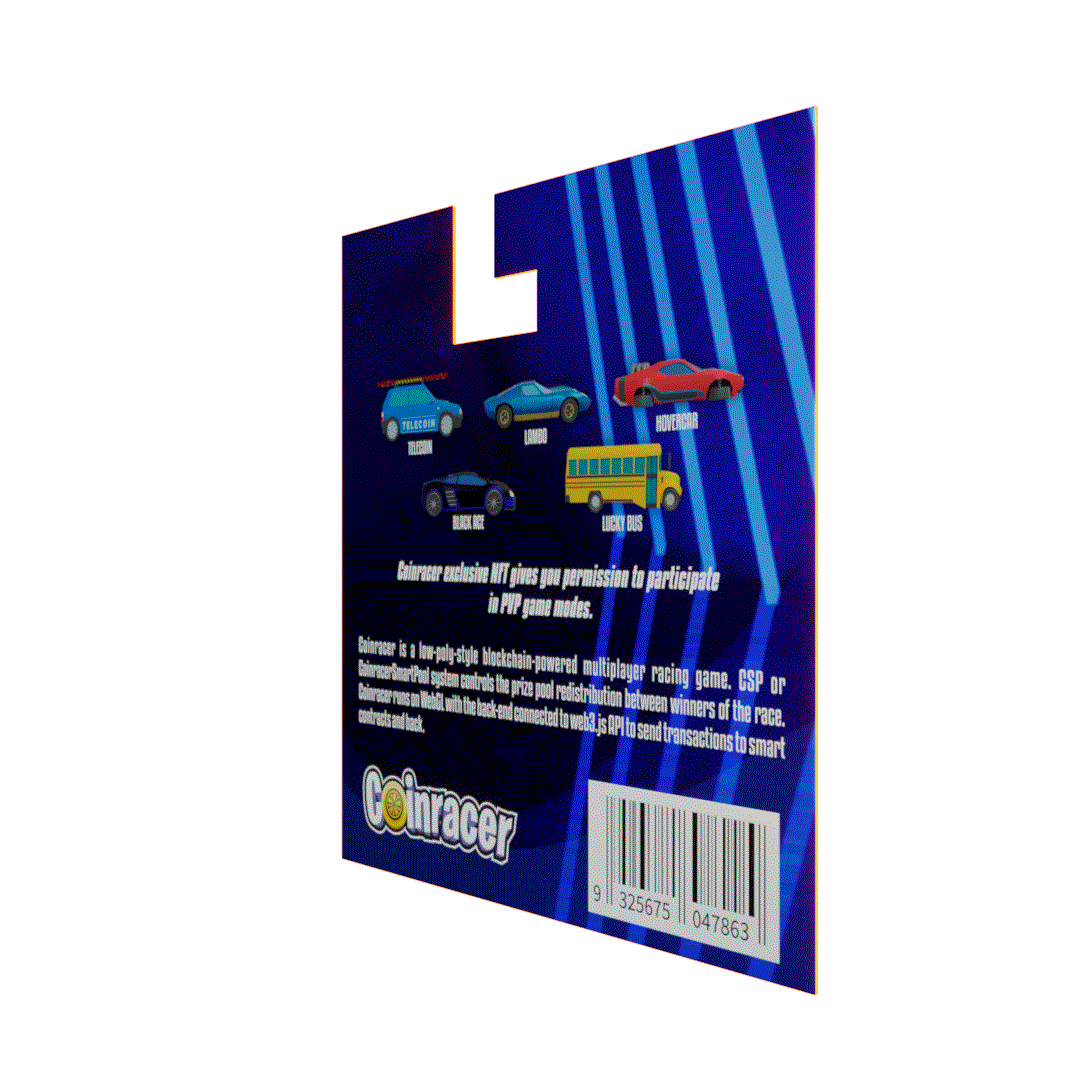 TELECOIN
TELECOIN
LAMBO
HOVERCAR
BLACK ACE
LUCKY BUS
Coinracer exclusive NFT gives you permission to participate
in PVP game modes.
Coinracer is a low-poly-style blockchain-powered multiplayer racing game. CSP or
CoinracerSmartPool system controls the prize pool redistribution between winners of the race.
Coinracer runs on WebGL with the back-end connected to web3.js API to send transactions to smart
contracts and back.
Coinracer
9 325675 047863